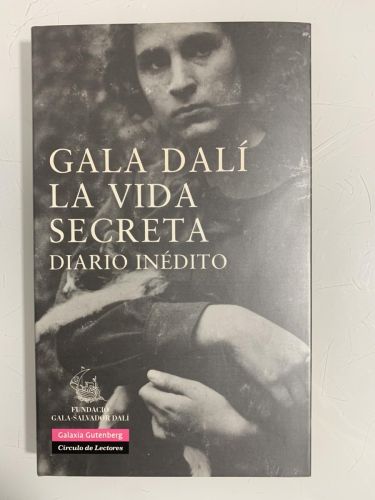 GALA DALÍ
LA VIDA
SECRETA
DIARIO INÉDITO
FUNDACIÓ
GALA-SALVADOR DALÍ
Galaxia Gutenberg
Círculo de Lectores